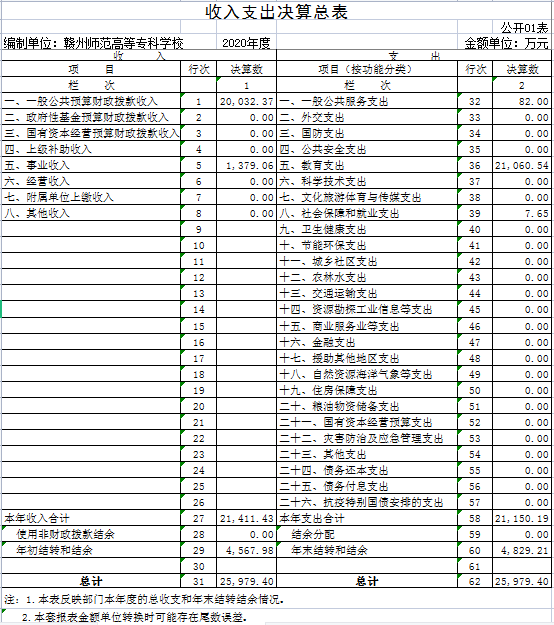 收入支出决算总表
公开01表
编制单位：赣州师范高等专科学校 2020年度 金额单位：万元
收 入 支 出
项 目 行次 决算数 项目（按功能分类） 行次 决算数
栏 次 1 栏 次 2
一、一般公共预算财政拨款收入 1 20,032.37 一、一般公共服务支出 32 82.00
二、政府性基金预算财政拨款收入 2 0.00 二、外交支出 33 0.00
三、国有资本经营预算财政拨款收入 3 0.00 三、国防支出 34 0.00
四、上级补助收入 4 0.00 四、公共安全支出 35 0.00
五、事业收入 5 1,379.06 五、教育支出 36 21,060.54
六、经营收入 6 0.00 六、科学技术支出 37 0.00
七、附属单位上缴收入 7 0.00 七、文化旅游体育与传媒支出 38 0.00
八、其他收入 8 0.00 八、社会保障和就业支出 39 7.65
9 九、卫生健康支出 40 0.00
10 十、节能环保支出 41 0.00
11 十一、城乡社区支出 42 0.00
12 十二、农林水支出 43 0.00
13 十三、交通运输支出 44 0.00
14 十四、资源勘探工业信息等支出 45 0.00
15 十五、商业服务业等支出 46 0.00
16 十六、金融支出 47 0.00
17 十七、援助其他地区支出 48 0.00
18 十八、自然资源海洋气象等支出 49 0.00
19 十九、住房保障支出 50 0.00
20 二十、粮油物资储备支出 51 0.00
21 二十一、国有资本经营预算支出 52 0.00
22 二十二、灾害防治及应急管理支出 53 0.00
23 二十三、其他支出 54 0.00
24 二十四、债务还本支出 55 0.00
25 二十五、债务付息支出 56 0.00
26 二十六、抗疫特别国债安排的支出 57 0.00
本年收入合计 27 21,411.43 本年支出合计 58 21,150.19
使用非财政拨款结余 28 0.00 结余分配 59 0.00
年初结转和结余 29 4,567.98 年末结转和结余 60 4,829.21
30 61
总计 31 25,979.40 总计 62 25,979.40
注：1.本表反映部门本年度的总收支和年末结转结余情况。
2.本套报表金额单位转换时可能存在尾数误差。